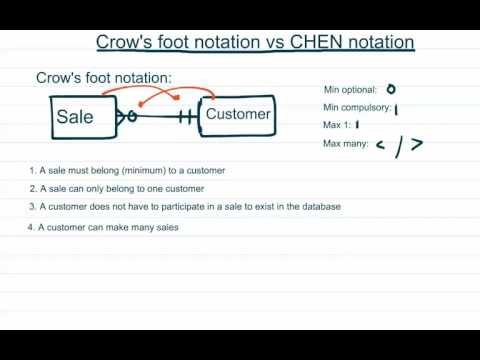 Crow's foot notation vs CHEN notation
Crow's foot notation:
Sale
Customer
Min optional: 0
Min compulsory: |
Max 1: 1
Max many: < / >
1. A sale must belong (minimum) to a customer
2. A sale can only belong to one customer
3. A customer does not have to participate in a sale to exist in the database
4. A customer can make many sales